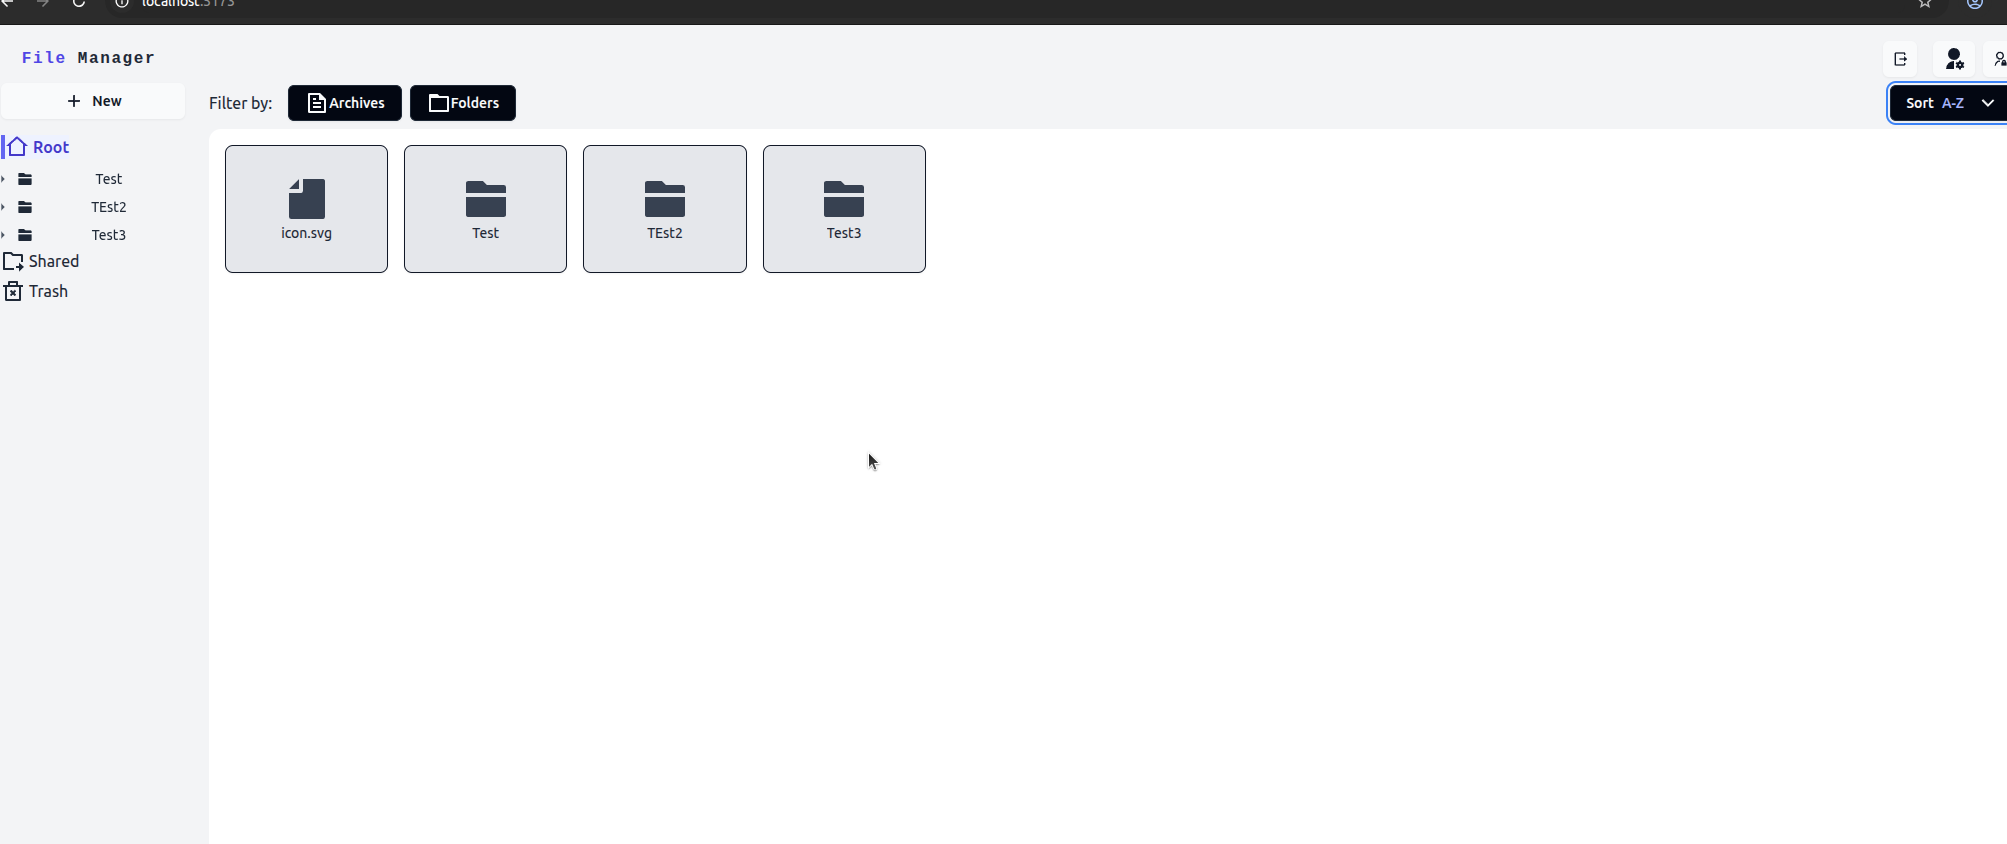 localhost:5173
File Manager
New
Filter by:
Archives
Folders
Sort A-Z
Root
Test
TEst2
Test3
Shared
Trash
icon.svg
Test
TEst2
Test3